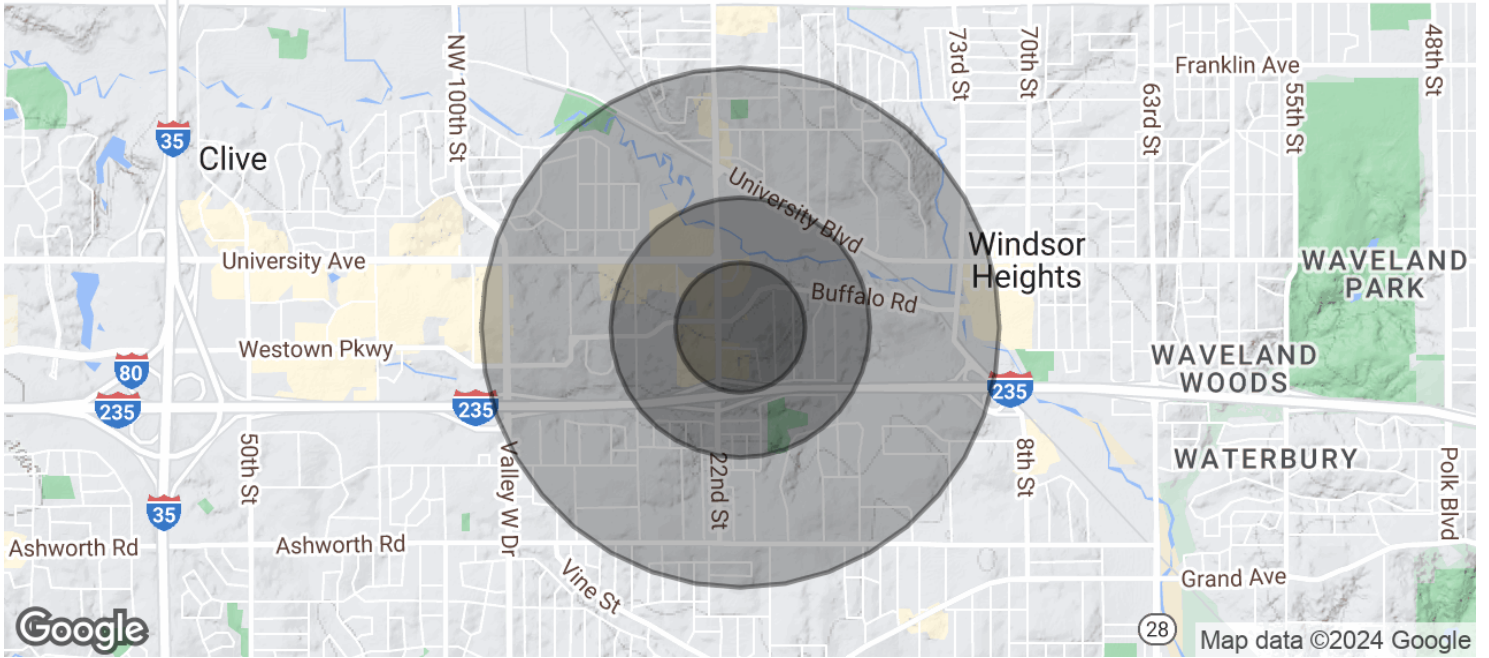 NW 100th St
73rd St
70th St
48th St
Franklin Ave
63rd St
55th St
35
Clive
University Blvd
University Ave
Windsor
Heights
WAVELAND
PARK
Buffalo Rd
Westown Pkwy
80
235
235
235
WAVELAND
WOODS
50th St
Valley W Dr
22nd St
8th St
WATERBURY
Polk Blvd
35
Ashworth Rd
Ashworth Rd
Vine St
Grand Ave
28
Google
Map data ©2024 Google